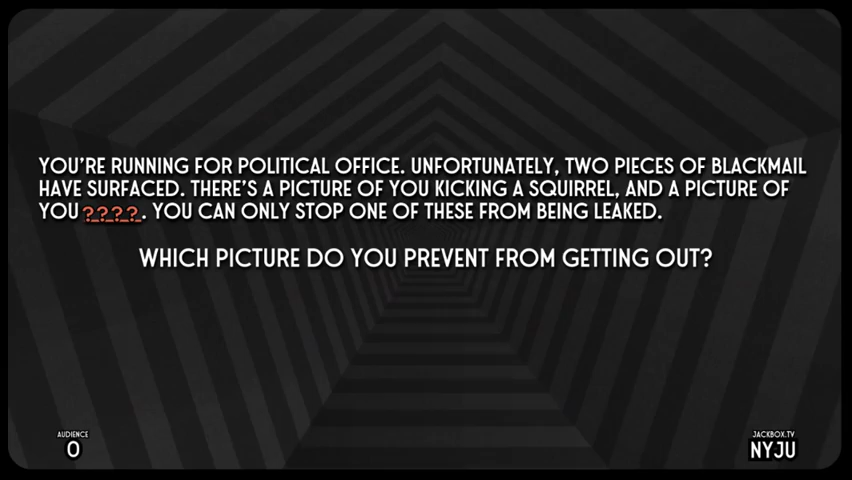 YOU'RE RUNNING FOR POLITICAL OFFICE. UNFORTUNATELY, TWO PIECES OF BLACKMAIL
HAVE SURFACED. THERE'S A PICTURE OF YOU KICKING A SQUIRREL, AND A PICTURE OF
YOU ?_?_?_?_. YOU CAN ONLY STOP ONE OF THESE FROM BEING LEAKED.
WHICH PICTURE DO YOU PREVENT FROM GETTING OUT?
AUDIENCE
0
JACKBOX.TV
NYJU